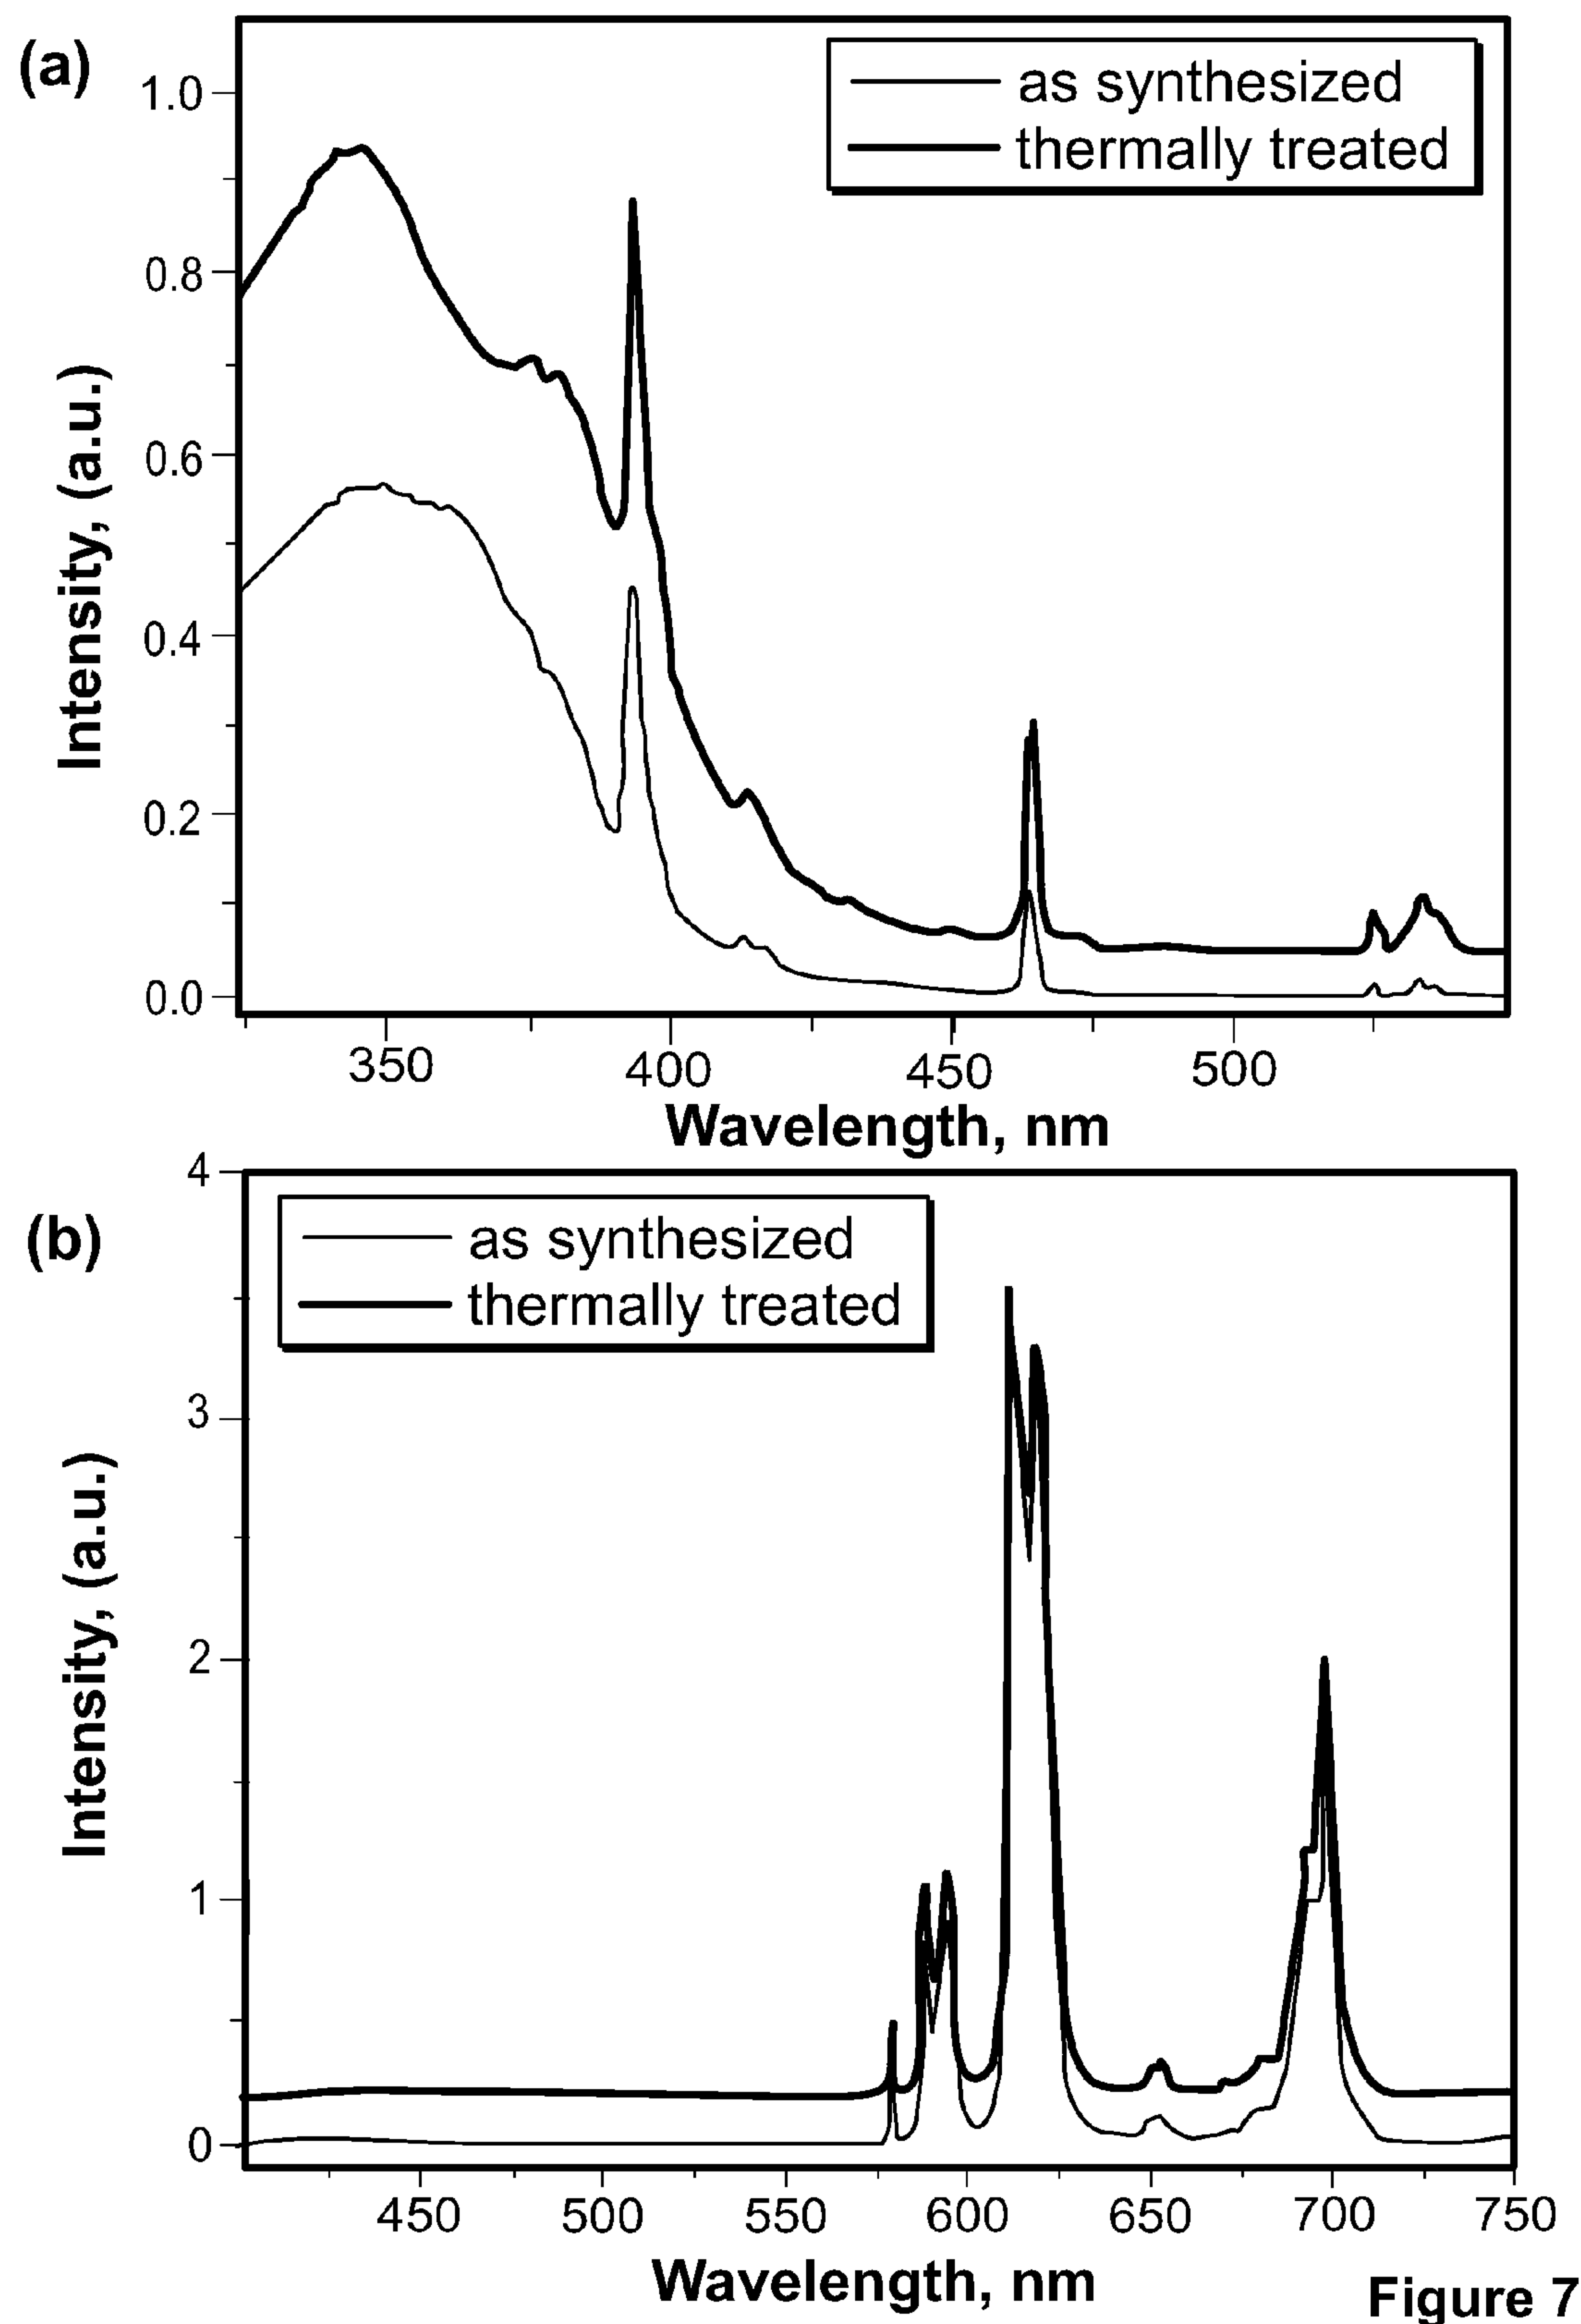 (a)
1.0
0.8
0.6
0.4
0.2
0.0
Intensity, (a.u.)
as synthesized
thermally treated
350 400 450 500
Wavelength, nm
(b)
4
3
2
1
0
Intensity, (a.u.)
as synthesized
thermally treated
450 500 550 600 650 700 750
Wavelength, nm
Figure 7